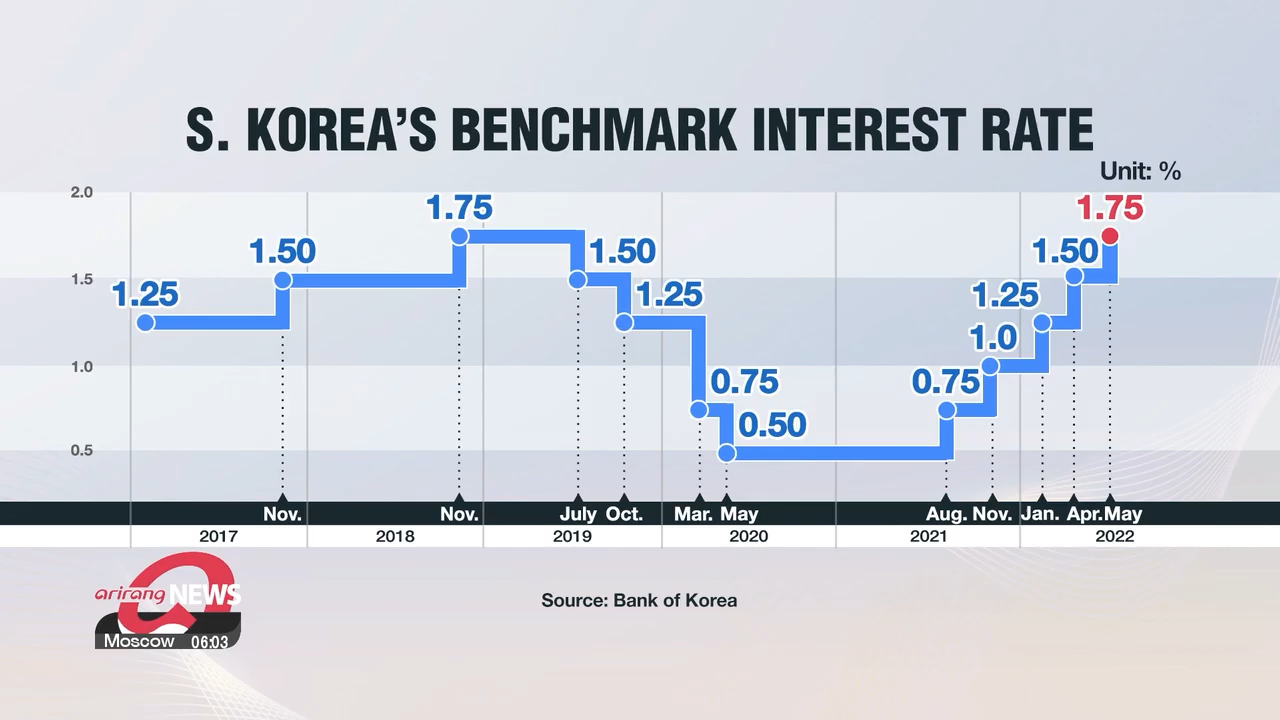 S. KOREA'S BENCHMARK INTEREST RATE
Unit: %
2.0
1.5
1.0
0.5
1.25
1.50
1.75
1.50
1.25
0.75
0.50
0.75
1.0
1.25
1.50
1.75
Nov. Nov. July Oct. Mar. May Aug. Nov. Jan. Apr. May
2017 2018 2019 2020 2021 2022
Source: Bank of Korea
arirang NEWS
Moscow 06:03